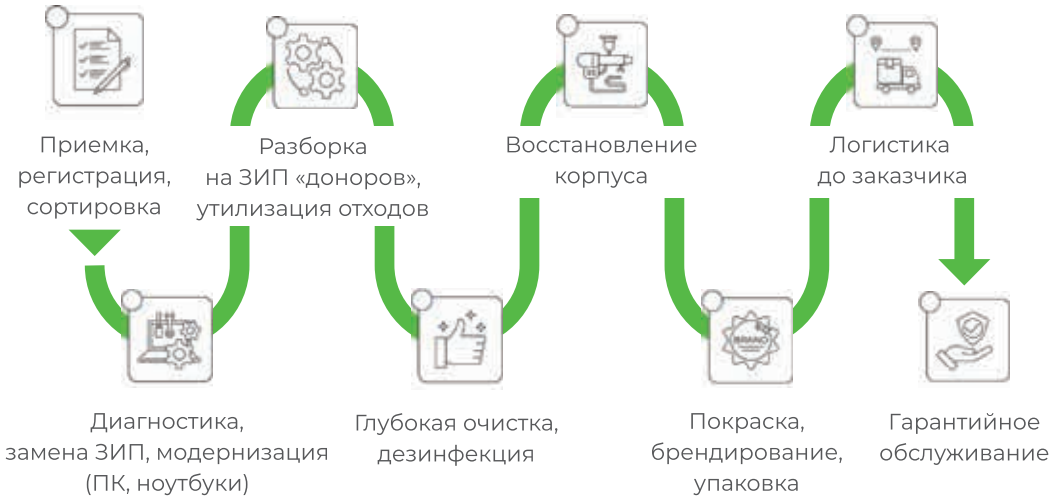 Приемка,
регистрация,
сортировка
Диагностика,
замена ЗИП, модернизация
(ПК, ноутбуки)
Разборка
на ЗИП «доноров»,
утилизация отходов
Глубокая очистка,
дезинфекция
Восстановление
корпуса
BRAND
Покраска,
брендирование,
упаковка
Логистика
до заказчика
Гарантийное
обслуживание